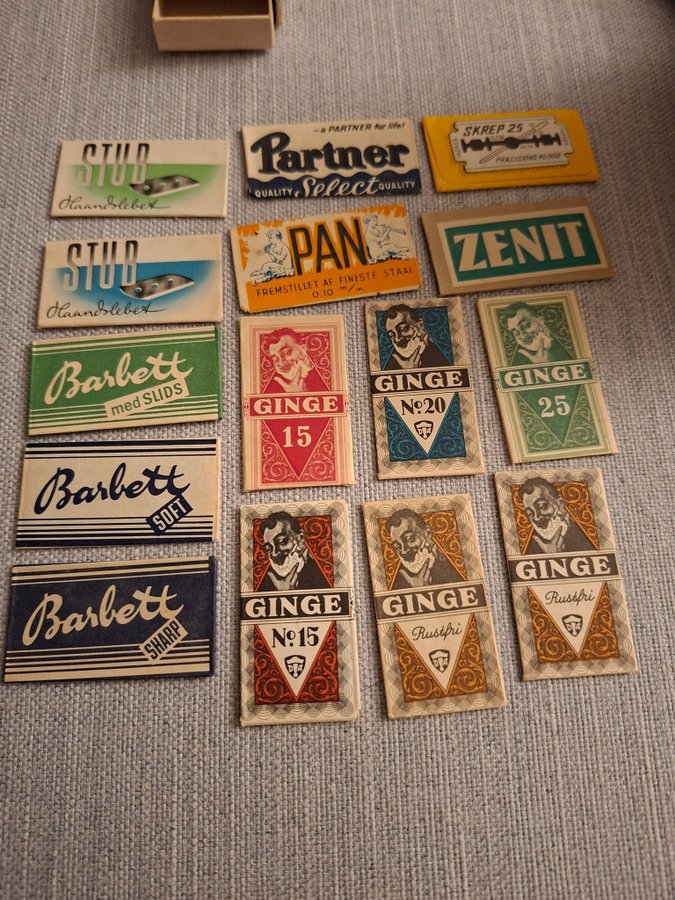 STUB
Haandslebet
— a PARTNER for life!
Partner
QUALITY Select QUALITY
SKREP 25
PRÆCISIONS KLINGE
STUB
Haandslebet
PAN
FREMSTILLET AF FINESTE STAAL
0,10 m/m.
ZENIT
Barbett
med SLIDS
GINGE
15
GINGE
No.20
GINGE
25
Barbett
SOFT
Barbett
SHARP
GINGE
No.15
GINGE
Rustfri
GINGE
Rustfri